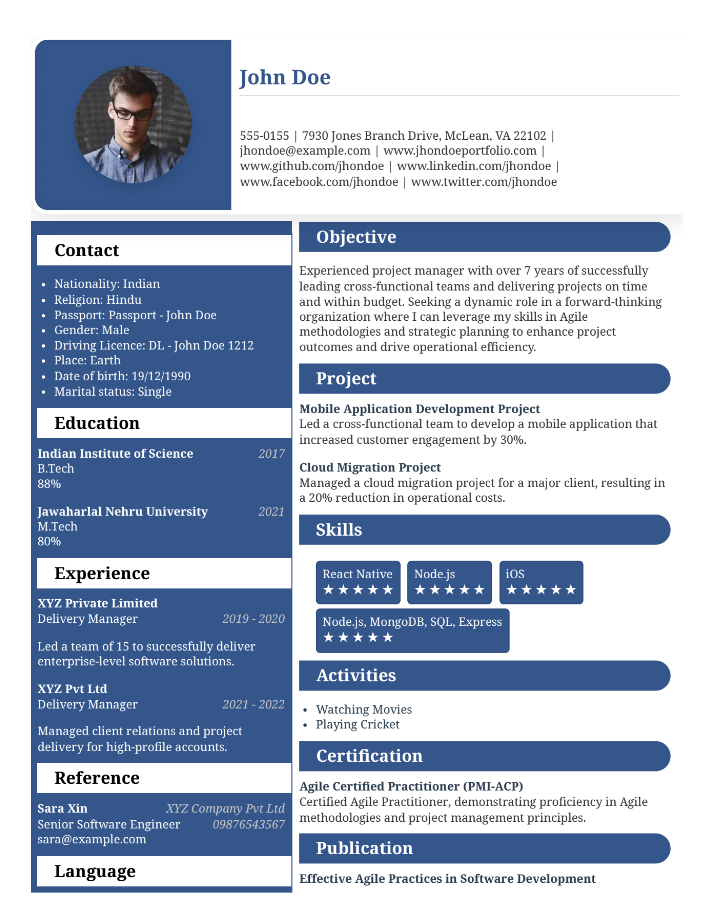 John Doe
555-0155 | 7930 Jones Branch Drive, McLean, VA 22102 |
jhondoe@example.com | www.jhondoeportfolio.com |
www.github/jhondoe | www.linkedin.com/jhondoe |
www.facebook.com/jhondoe | www.twitter.com/jhondoe
Contact
• Nationality: Indian
• Religion: Hindu
• Passport: Passport - John Doe
• Gender: Male
• Driving Licence: DL - John Doe 1212
• Place: Earth
• Date of birth: 19/12/1990
• Marital status: Single
Education
Indian Institute of Science 2017
B.Tech
88%
Jawaharlal Nehru University 2021
M.Tech
80%
Experience
XYZ Private Limited
Delivery Manager 2019 - 2020
Led a team of 15 to successfully deliver
enterprise-level software solutions.
XYZ Pvt Ltd
Delivery Manager 2021 - 2022
Managed client relations and project
delivery for high-profile accounts.
Reference
Sara Xin XYZ Company Pvt Ltd
Senior Software Engineer 09876543567
sara@example.com
Language
Objective
Experienced project manager with over 7 years of successfully
leading cross-functional teams and delivering projects on time
and within budget. Seeking a dynamic role in a forward-thinking
organization where I can leverage my skills in Agile
methodologies and strategic planning to enhance project
outcomes and drive operational efficiency.
Project
Mobile Application Development Project
Led a cross-functional team to develop a mobile application that
increased customer engagement by 30%.
Cloud Migration Project
Managed a cloud migration project for a major client, resulting in
a 20% reduction in operational costs.
Skills
React Native Node.js iOS
★ ★ ★ ★ ★ ★ ★ ★ ★ ★ ★ ★ ★ ★ ★
Node.js, MongoDB, SQL, Express
★ ★ ★ ★ ★
Activities
• Watching Movies
• Playing Cricket
Certification
Agile Certified Practitioner (PMI-ACP)
Certified Agile Practitioner, demonstrating proficiency in Agile
methodologies and project management principles.
Publication
Effective Agile Practices in Software Development